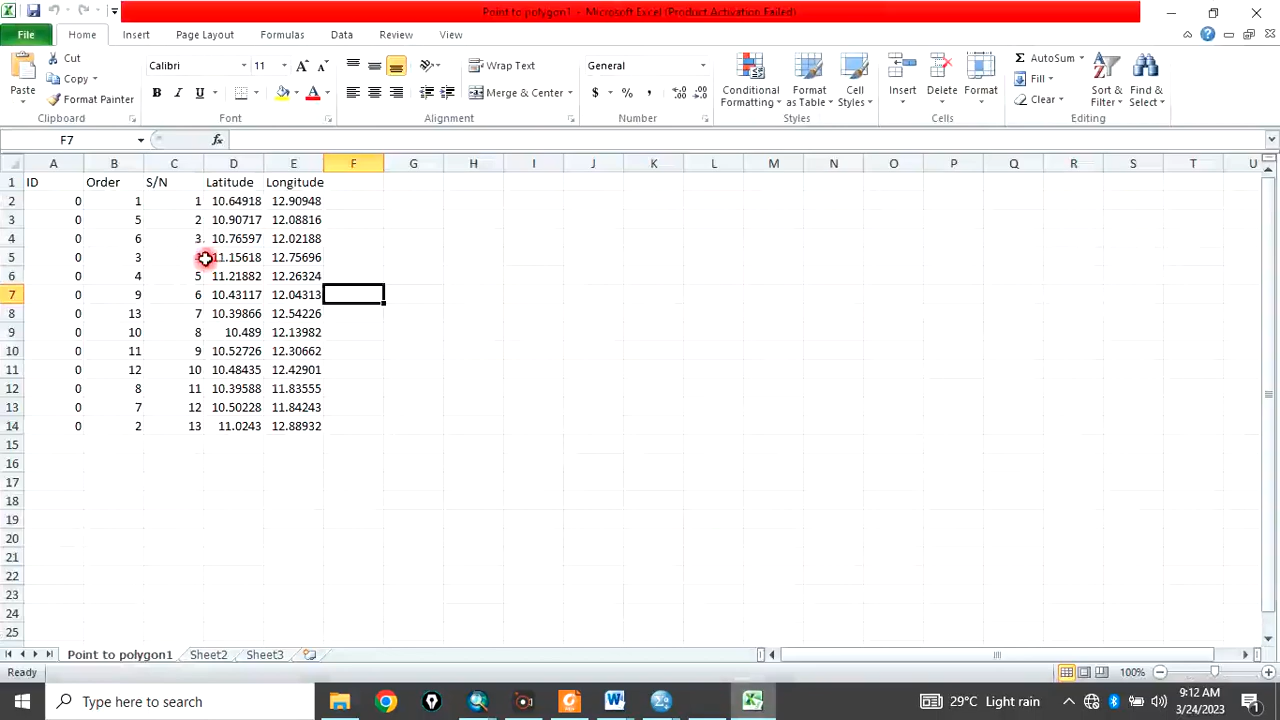 Point to polygon1 - Microsoft Excel (Product Activation Failed)
File Home Insert Page Layout Formulas Data Review View
Paste
Cut
Copy
Format Painter
Clipboard
Calibri 11
B I U A
Font
Wrap Text
Merge & Center
Alignment
General
$ % ,
Number
Conditional Formatting
Format as Table
Cell Styles
Styles
Insert Delete Format
Cells
Σ AutoSum
Fill
Clear
Sort & Filter
Find & Select
Editing
F7 fx
A B C D E F G H I J K L M N O P Q R S T U
1 ID Order S/N Latitude Longitude
2 0 1 1 10.64918 12.90948
3 0 5 2 10.90717 12.08816
4 0 6 3 10.76597 12.02188
5 0 3 11.15618 12.75696
6 0 4 5 11.21882 12.26324
7 0 9 6 10.43117 12.04313
8 0 13 7 10.39866 12.54226
9 0 10 8 10.489 12.13982
10 0 11 9 10.52726 12.30662
11 0 12 10 10.48435 12.42901
12 0 8 11 10.39588 11.83555
13 0 7 12 10.50228 11.84243
14 0 2 13 11.0243 12.88932
15
16
17
18
19
20
21
22
23
24
25
Point to polygon1 Sheet2 Sheet3
Ready 100%
Type here to search
29°C Light rain
9:12 AM
3/24/2023